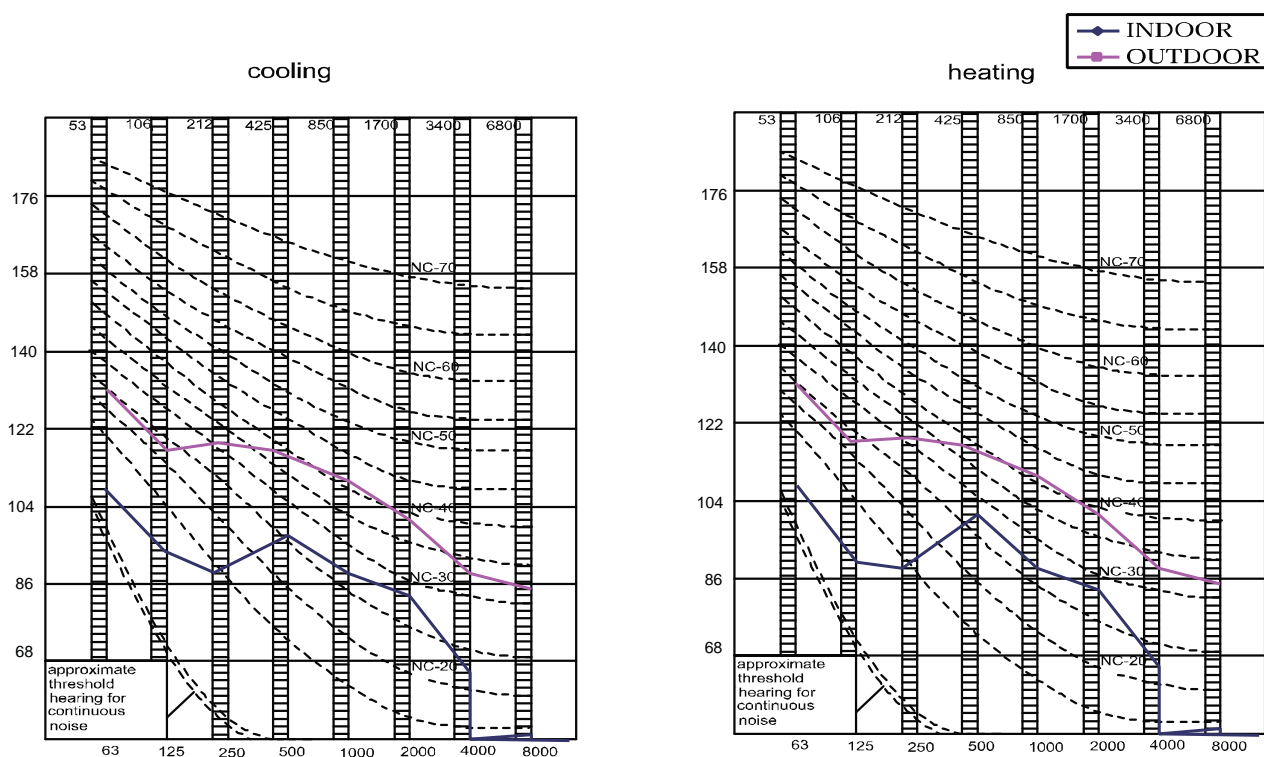 INDOOR
OUTDOOR
cooling
53 106 212 425 850 1700 3400 6800
176
158
140
122
104
86
68
NC-70
NC-60
NC-50
NC-40
NC-30
NC-20
approximate
threshold
hearing for
continuous
noise
63 125 250 500 1000 2000 4000 8000
heating
53 106 212 425 850 1700 3400 6800
176
158
140
122
104
86
68
NC-70
NC-60
NC-50
NC-40
NC-30
NC-20
approximate
threshold
hearing for
continuous
noise
63 125 250 500 1000 2000 4000 8000